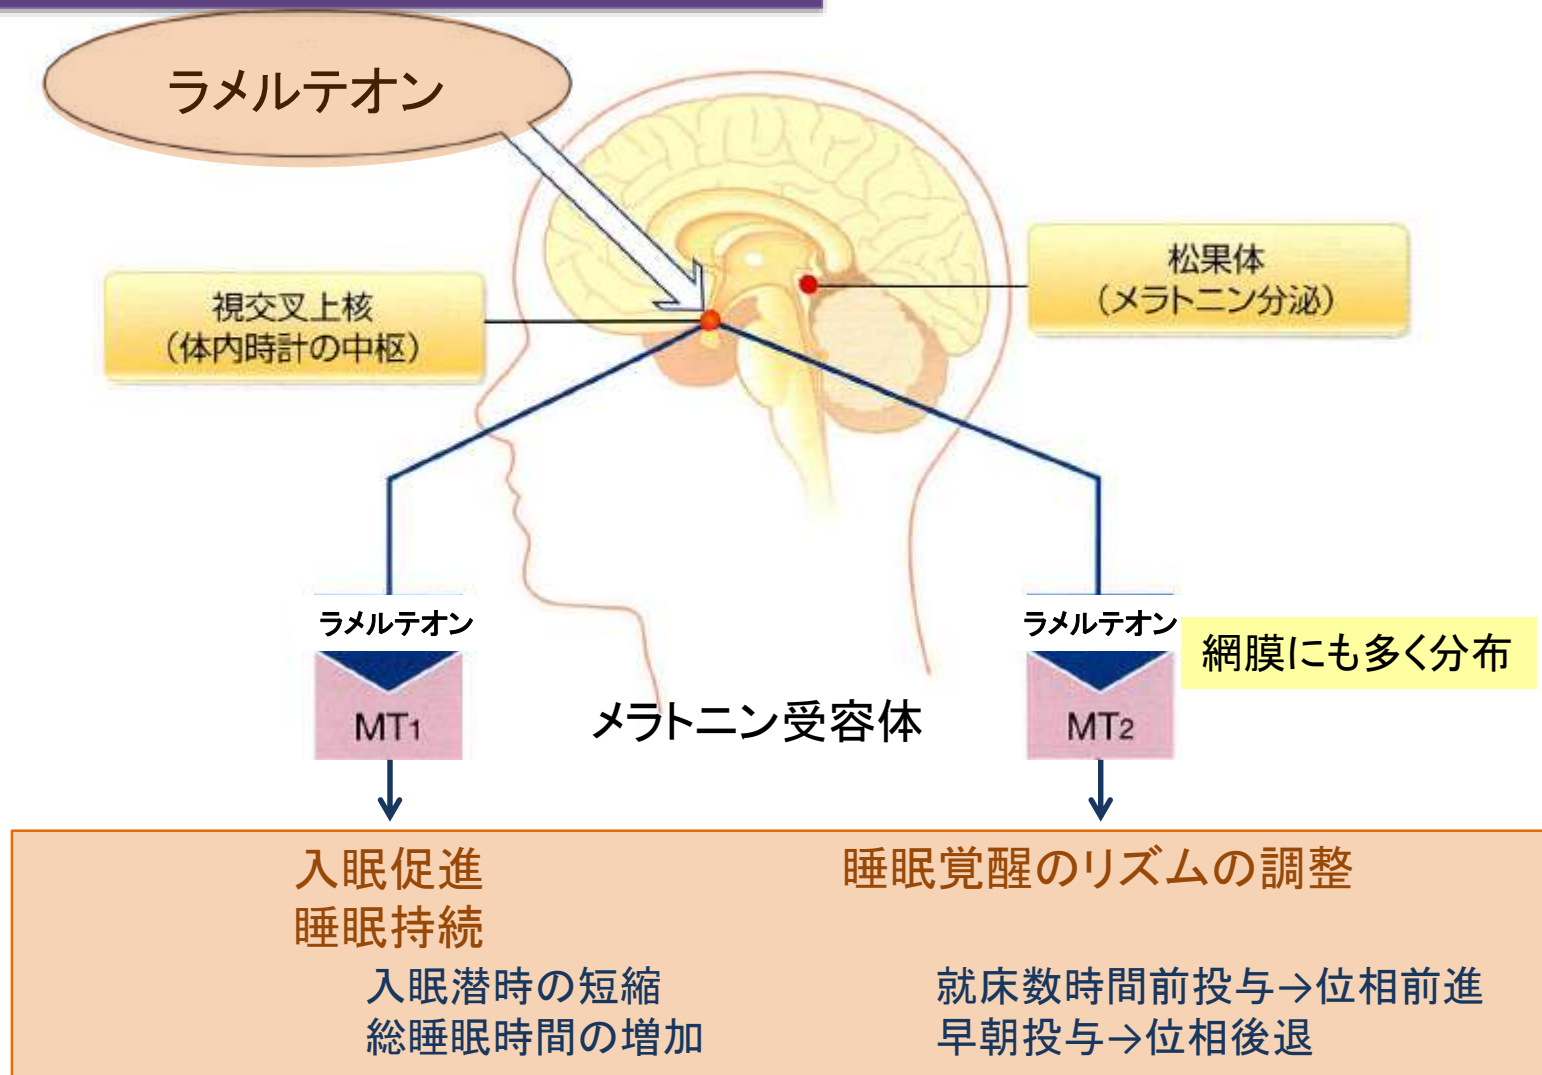 ラメルテオン
松果体
（メラトニン分泌）
視交叉上核
（体内時計の中枢）
ラメルテオン
ラメルテオン
網膜にも多く分布
MT1
メラトニン受容体
MT2
入眠促進
睡眠持続
入眠潜時の短縮
総睡眠時間の増加
睡眠覚醒のリズムの調整
就床数時間前投与→位相前進
早朝投与→位相後退